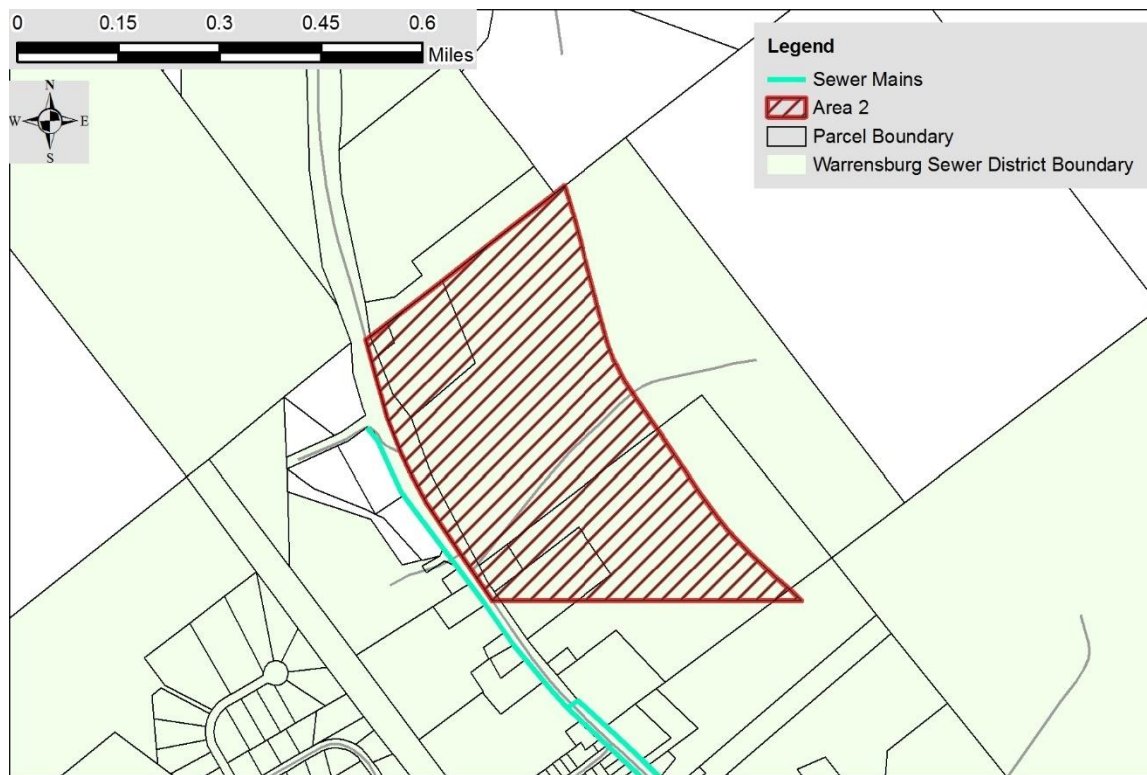 0 0.15 0.3 0.45 0.6
Miles
N
W E
S
Legend
Sewer Mains
Area 2
Parcel Boundary
Warrensburg Sewer District Boundary